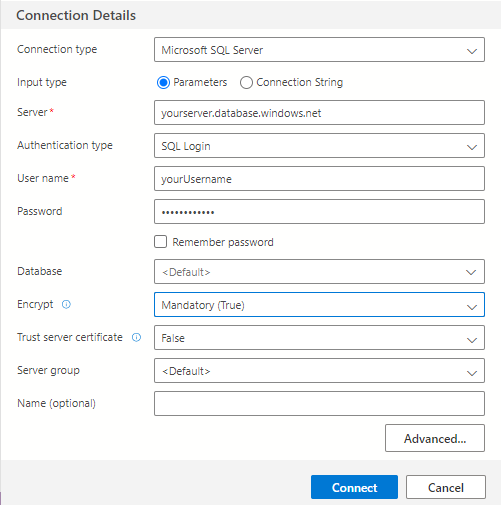 Connection Details
Connection type Microsoft SQL Server
Input type Parameters Connection String
Server* yourserver.database.windows.net
Authentication type SQL Login
User name* yourUsername
Password ••••••••••••
Remember password
Database <Default>
Encrypt Mandatory (True)
Trust server certificate False
Server group <Default>
Name (optional)
Advanced...
Connect Cancel